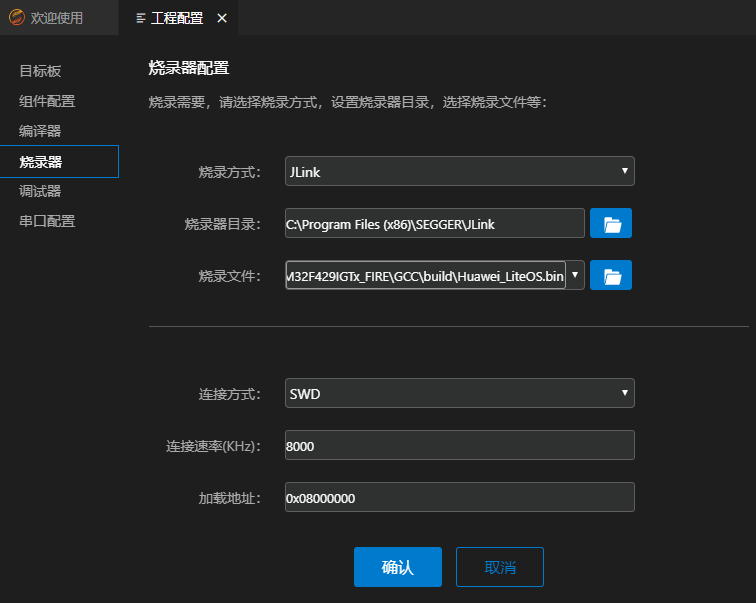 欢迎使用 工程配置
目标板
组件配置
编译器
烧录器
调试器
串口配置
烧录器配置
烧录需要，请选择烧录方式，设置烧录器目录，选择烧录文件等：
烧录方式： JLink
烧录器目录： C:\Program Files (x86)\SEGGER\JLink
烧录文件： M32F429IGTx_FIRE\GCC\build\Huawei_LiteOS.bin
连接方式： SWD
连接速率(KHz)： 8000
加载地址： 0x08000000
确认 取消